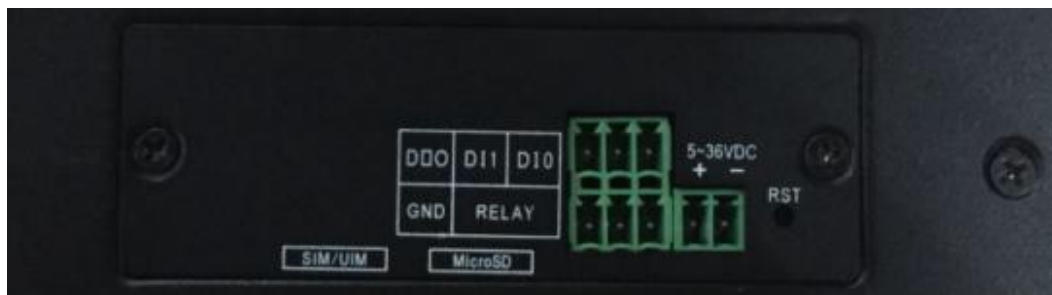 D□O DI1 DI0
GND RELAY
5~36VDC
+ −
RST
SIM/UIM
MicroSD